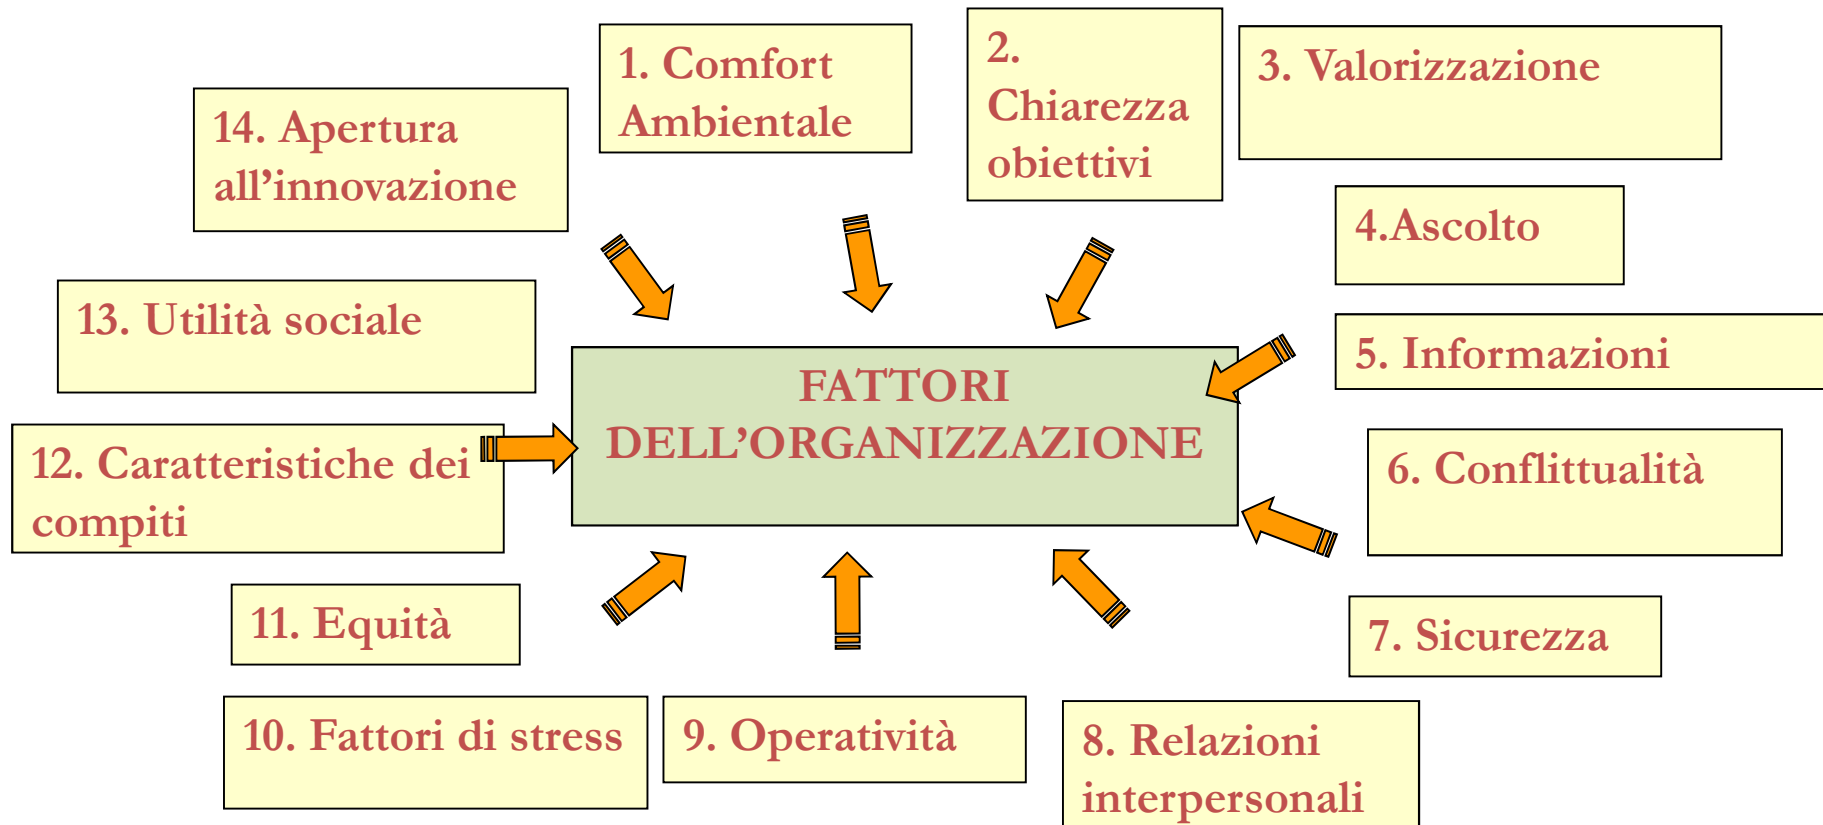 1. Comfort
Ambientale
2.
Chiarezza
obiettivi
3. Valorizzazione
4.Ascolto
5. Informazioni
6. Conflittualità
7. Sicurezza
8. Relazioni
interpersonali
9. Operatività
10. Fattori di stress
11. Equità
12. Caratteristiche dei
compiti
13. Utilità sociale
14. Apertura
all’innovazione
FATTORI
DELL’ORGANIZZAZIONE